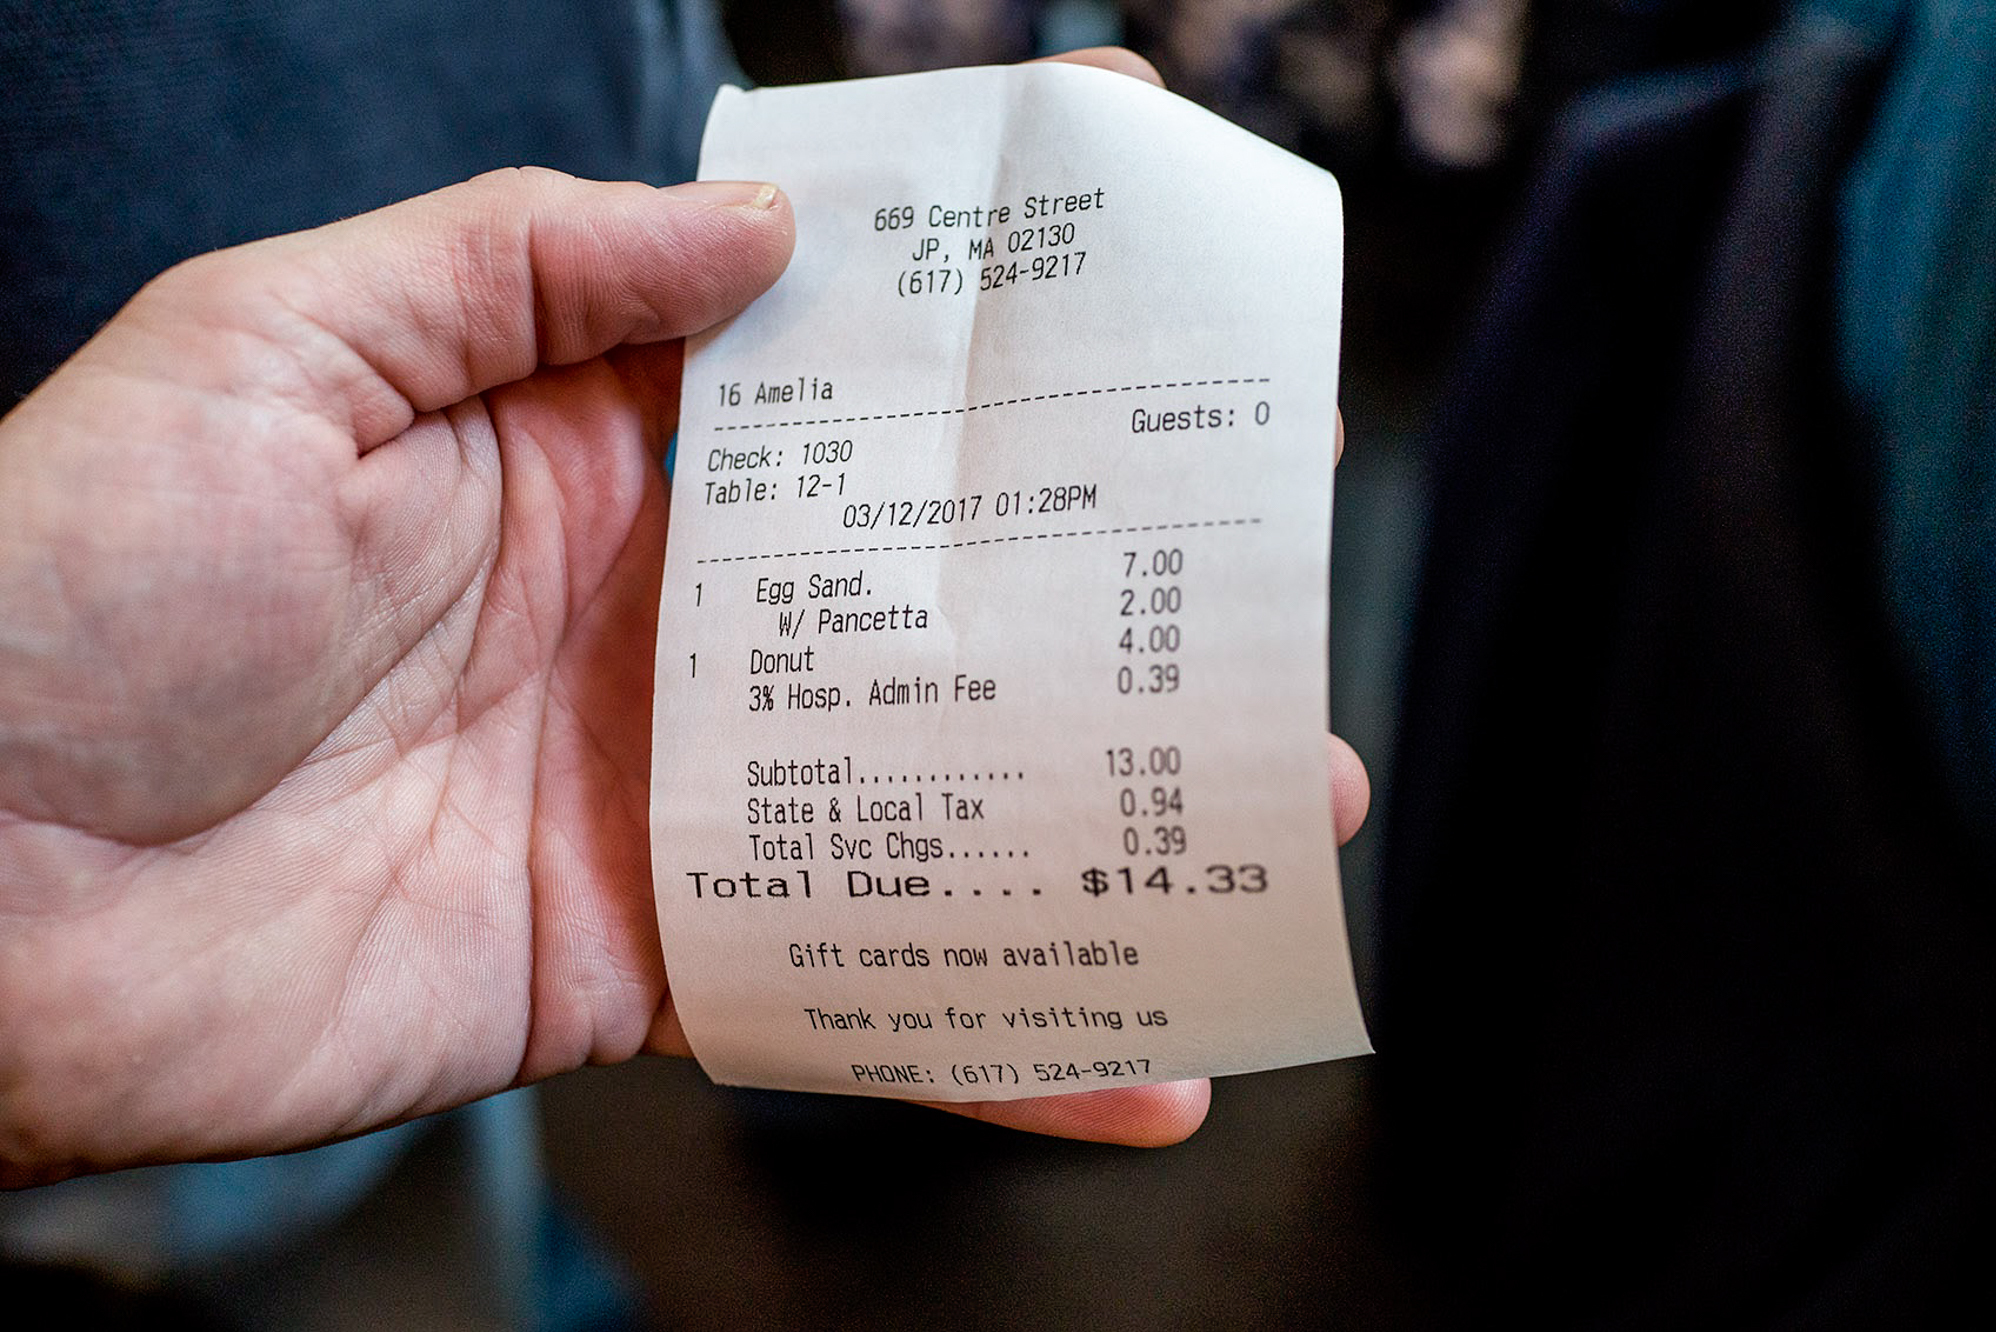 669 Centre Street
JP, MA 02130
(617) 524-9217
16 Amelia
--------------------------------------------
Check: 1030 Guests: 0
Table: 12-1
03/12/2017 01:28PM
--------------------------------------------
1 Egg Sand. 7.00
W/ Pancetta 2.00
1 Donut 4.00
3% Hosp. Admin Fee 0.39
Subtotal............ 13.00
State & Local Tax 0.94
Total Svc Chgs...... 0.39
Total Due.... $14.33
Gift cards now available
Thank you for visiting us
PHONE: (617) 524-9217